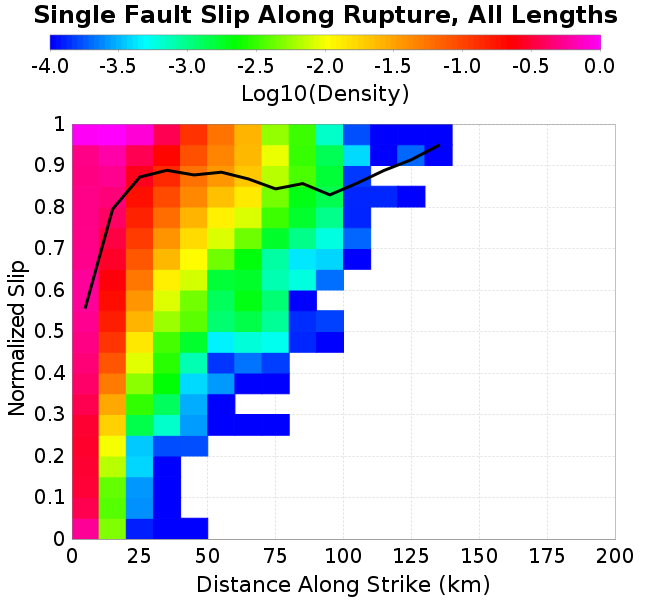 Single Fault Slip Along Rupture, All Lengths
-4.0 -3.5 -3.0 -2.5 -2.0 -1.5 -1.0 -0.5 0.0
Log10(Density)
1
0.9
0.8
0.7
0.6
0.5
0.4
0.3
0.2
0.1
0
Normalized Slip
0 25 50 75 100 125 150 175 200
Distance Along Strike (km)